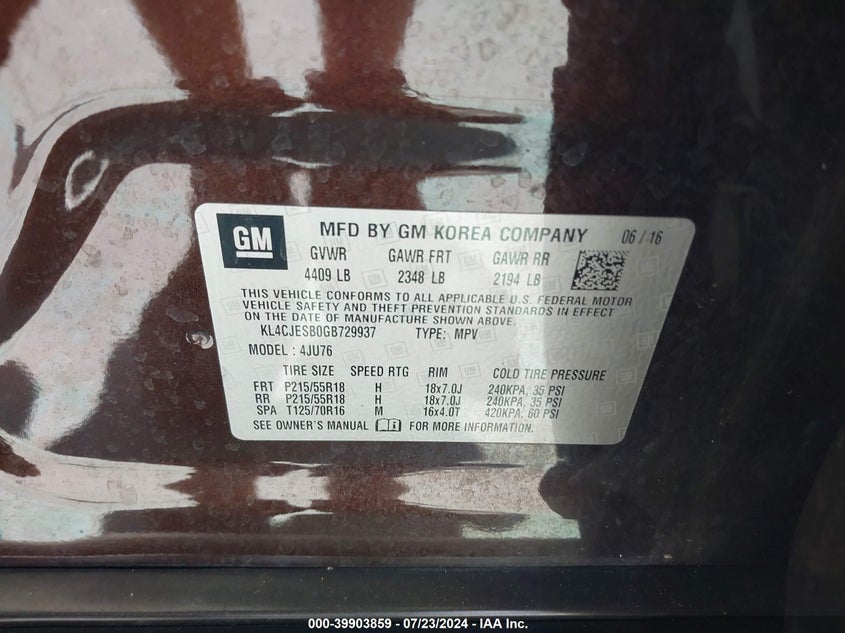 GM
MFD BY GM KOREA COMPANY 06 / 16
GVWR GAWR FRT GAWR RR
4409 LB 2348 LB 2194 LB
THIS VEHICLE CONFORMS TO ALL APPLICABLE U.S. FEDERAL MOTOR
VEHICLE SAFETY AND THEFT PREVENTION STANDARDS IN EFFECT
ON THE DATE OF MANUFACTURE SHOWN ABOVE.
KL4CJESB0GB729937 TYPE: MPV
MODEL : 4JU76
TIRE SIZE SPEED RTG RIM COLD TIRE PRESSURE
FRT P215/55R18 H 18x7.0J 240KPA, 35 PSI
RR P215/55R18 H 18x7.0J 240KPA, 35 PSI
SPA T125/70R16 M 16x4.0T 420KPA, 60 PSI
SEE OWNER'S MANUAL FOR MORE INFORMATION.
000-39903859 - 07/23/2024 - IAA Inc.